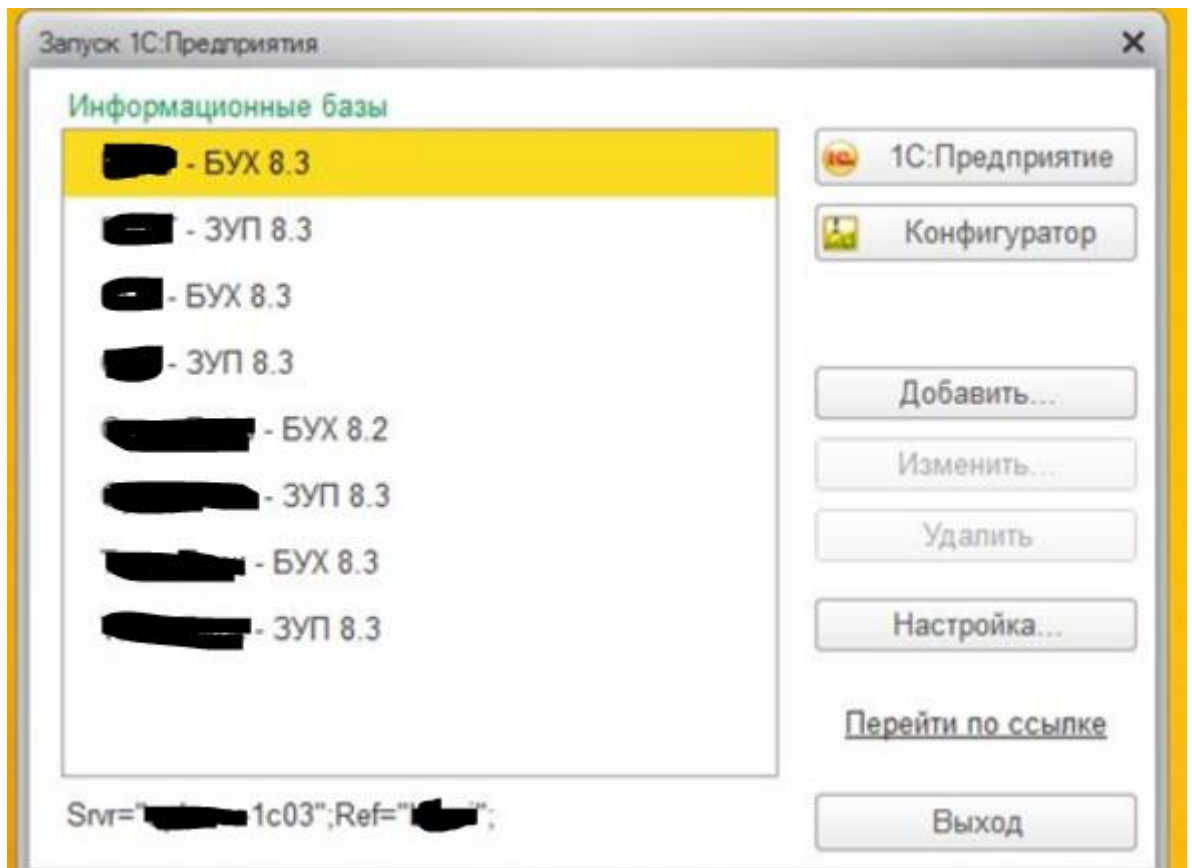 Запуск 1С:Предприятия
Информационные базы
- БУХ 8.3
- ЗУП 8.3
- БУХ 8.3
- ЗУП 8.3
- БУХ 8.2
- ЗУП 8.3
- БУХ 8.3
- ЗУП 8.3
1С:Предприятие
Конфигуратор
Добавить...
Изменить...
Удалить
Настройка...
Перейти по ссылке
Выход
Srvr="1c03";Ref="";